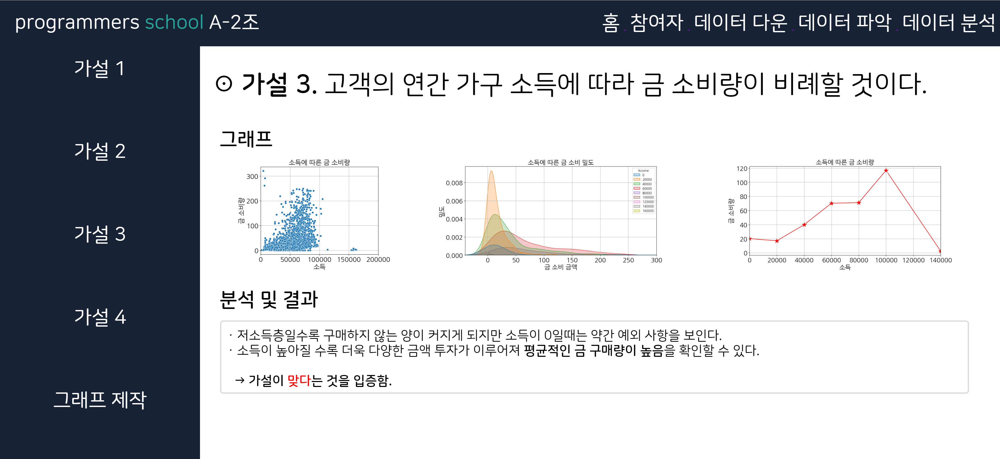 programmers school A-2조
홈 참여자 데이터 다운 데이터 파악 데이터 분석
가설 1
가설 2
가설 3
가설 4
그래프 제작
⊙ 가설 3. 고객의 연간 가구 소득에 따라 금 소비량이 비례할 것이다.
그래프
소득에 따른 금 소비량
금 소비량
300
200
100
0
0 50000 100000 150000 200000
소득
소득에 따른 금 소비 밀도
밀도
0.008
0.006
0.004
0.002
0.000
0 50 100 150 200 250 300
금 소비 금액
Income
0
20000
40000
60000
80000
100000
120000
140000
160000
소득에 따른 금 소비량
금 소비량
120
100
80
60
40
20
0
0 20000 40000 60000 80000 100000 120000 140000
소득
분석 및 결과
· 저소득층일수록 구매하지 않는 양이 커지게 되지만 소득이 0일때는 약간 예외 사항을 보인다.
· 소득이 높아질 수록 더욱 다양한 금액 투자가 이루어져 평균적인 금 구매량이 높음을 확인할 수 있다.
→ 가설이 맞다는 것을 입증함.